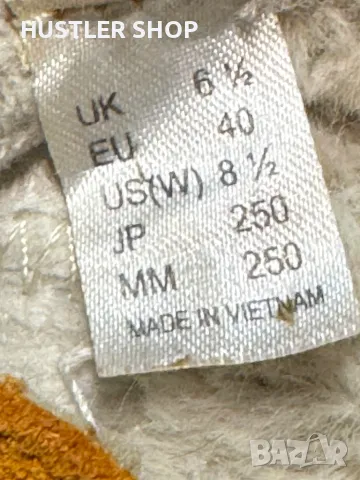 HUSTLER SHOP
UK 6 ½
EU 40
US(W) 8 ½
JP 250
MM 250
MADE IN VIETNAM
bazar